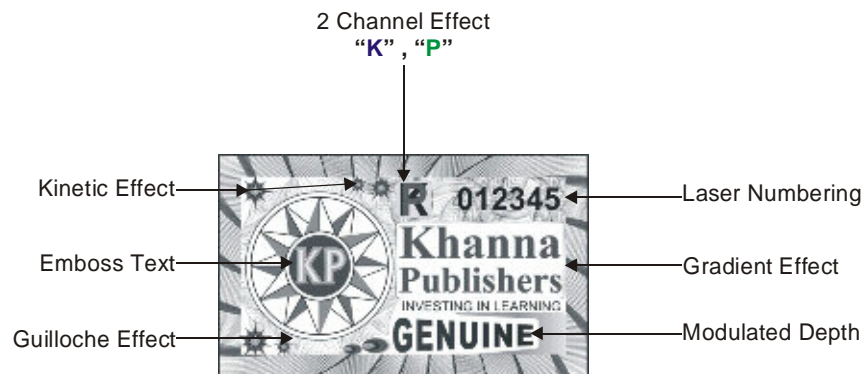 2 Channel Effect
“K” , “P”
Kinetic Effect
Emboss Text
Guilloche Effect
012345
KP
Khanna
Publishers
INVESTING IN LEARNING
GENUINE
Laser Numbering
Gradient Effect
Modulated Depth